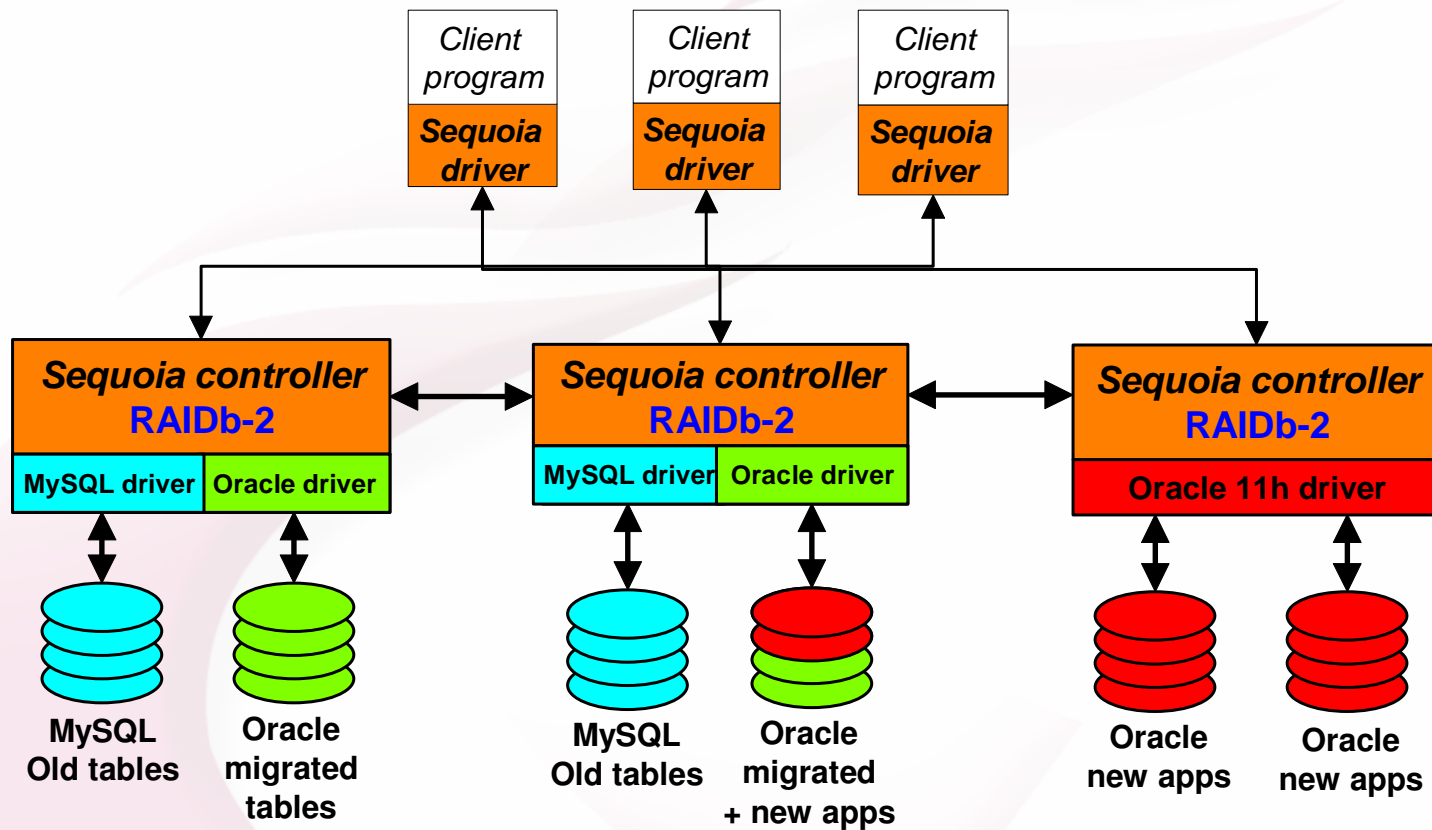 Client
program
Sequoia
driver
Client
program
Sequoia
driver
Client
program
Sequoia
driver
Sequoia controller
RAIDb-2
MySQL driver
Oracle driver
Sequoia controller
RAIDb-2
MySQL driver
Oracle driver
Sequoia controller
RAIDb-2
Oracle 11h driver
MySQL
Old tables
Oracle
migrated
tables
MySQL
Old tables
Oracle
migrated
+ new apps
Oracle
new apps
Oracle
new apps